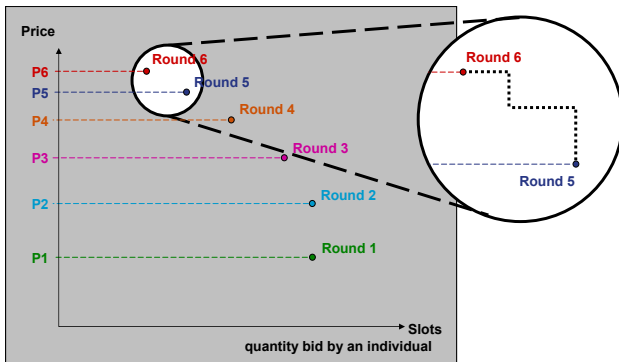 Price
Round 6
P6
Round 5
P5
Round 4
P4
Round 3
P3
Round 2
P2
Round 1
P1
Slots
quantity bid by an individual
Round 6
Round 5